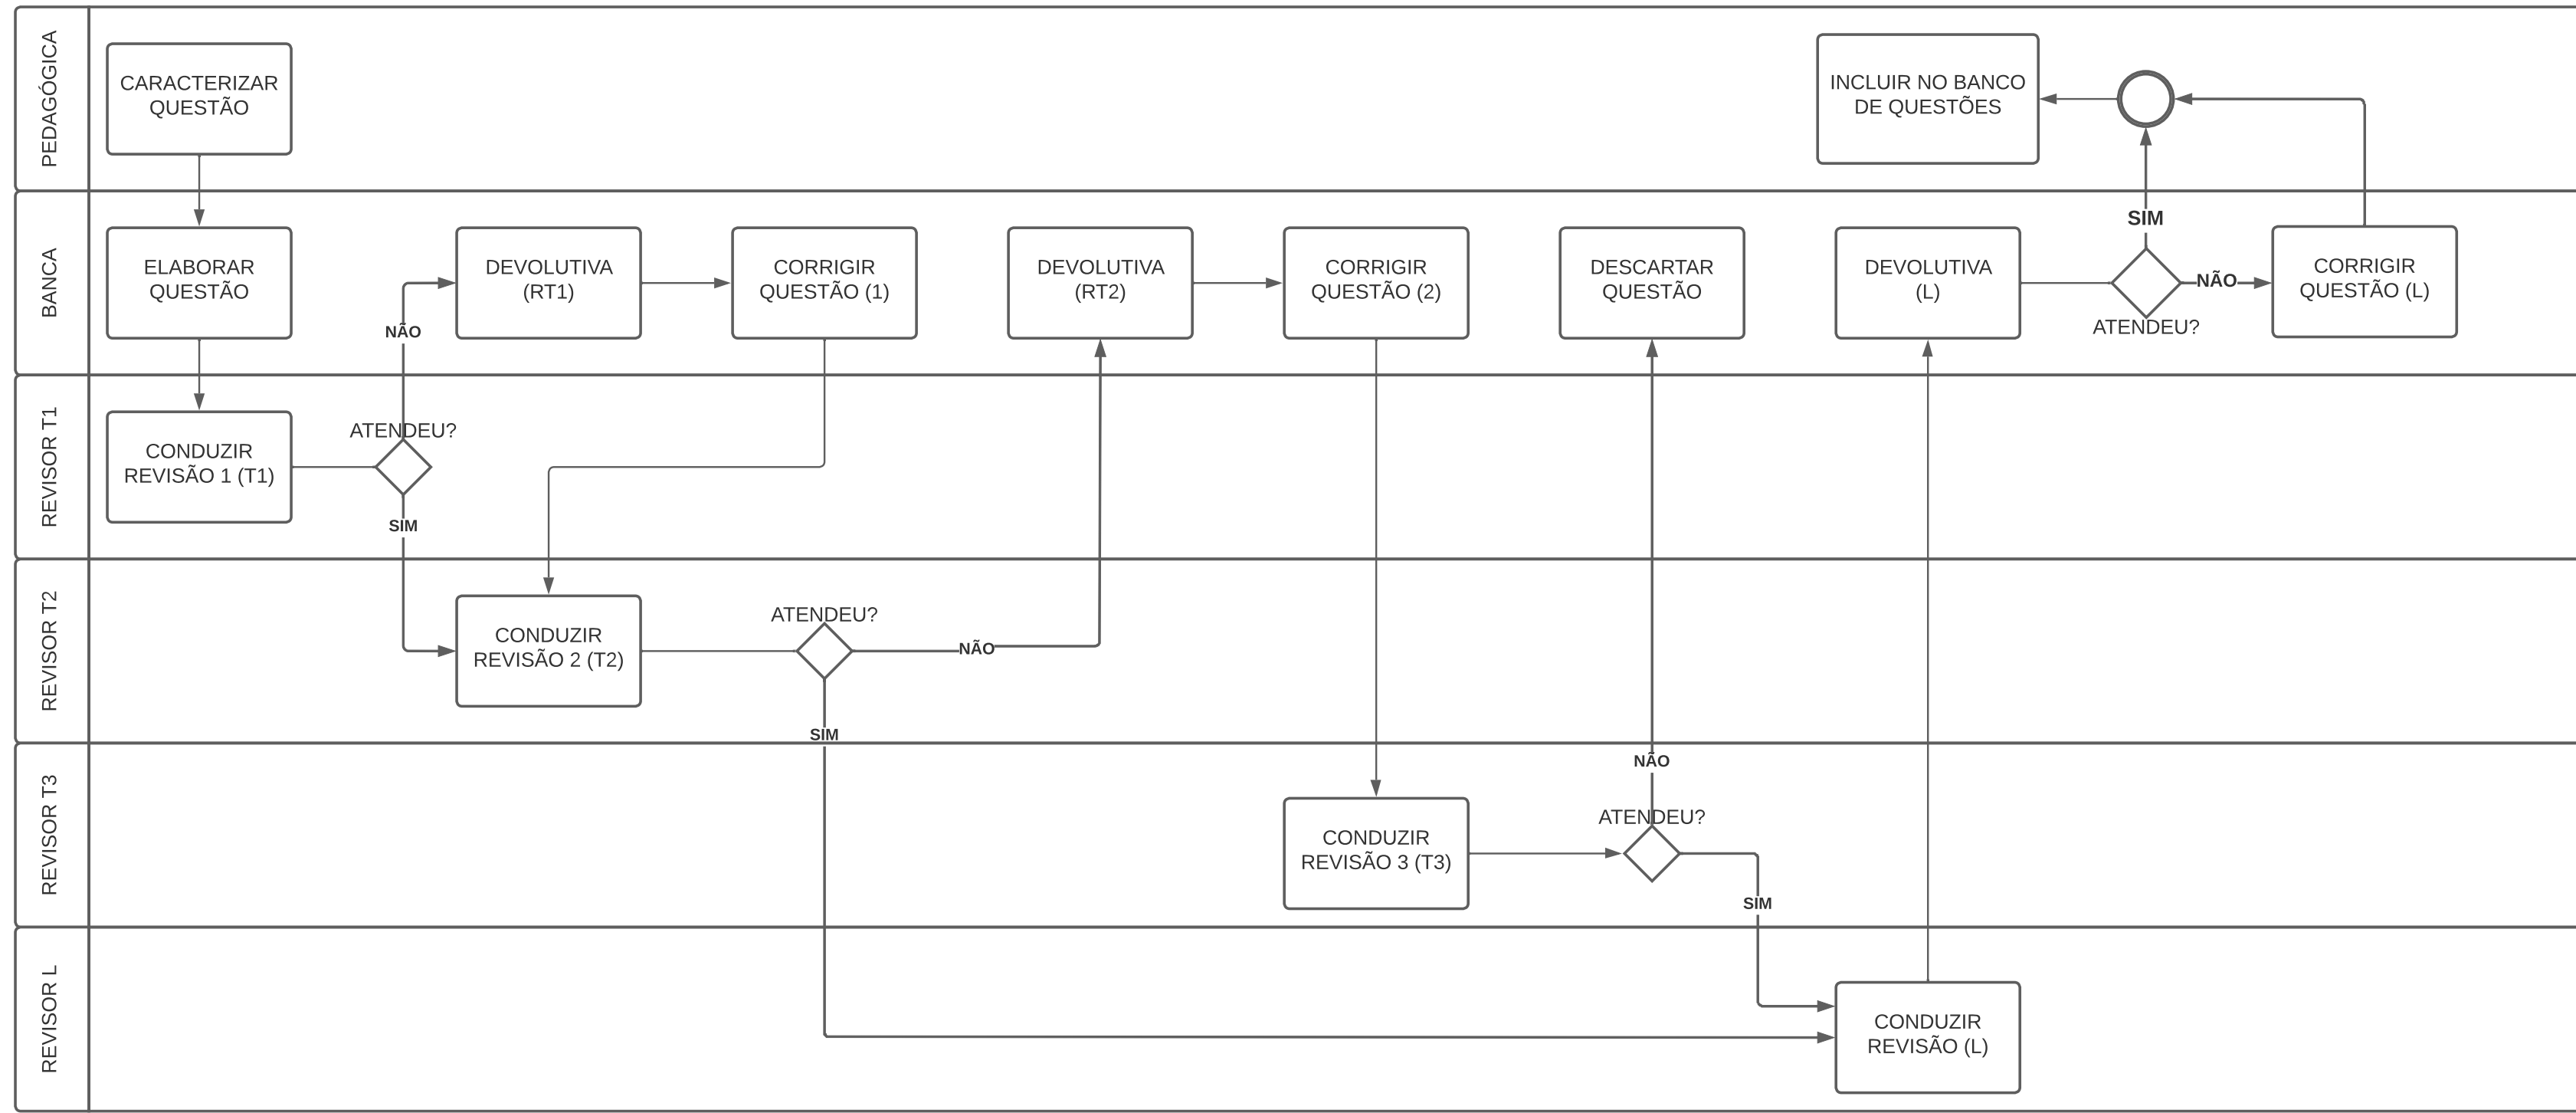 PEDAGÓGICA
CARACTERIZAR
QUESTÃO
INCLUIR NO BANCO
DE QUESTÕES
BANCA
ELABORAR
QUESTÃO
NÃO
DEVOLUTIVA
(RT1)
CORRIGIR
QUESTÃO (1)
DEVOLUTIVA
(RT2)
CORRIGIR
QUESTÃO (2)
DESCARTAR
QUESTÃO
DEVOLUTIVA
(L)
SIM
ATENDEU?
NÃO
CORRIGIR
QUESTÃO (L)
REVISOR T1
CONDUZIR
REVISÃO 1 (T1)
ATENDEU?
SIM
REVISOR T2
CONDUZIR
REVISÃO 2 (T2)
ATENDEU?
NÃO
SIM
REVISOR T3
CONDUZIR
REVISÃO 3 (T3)
NÃO
ATENDEU?
SIM
REVISOR L
CONDUZIR
REVISÃO (L)